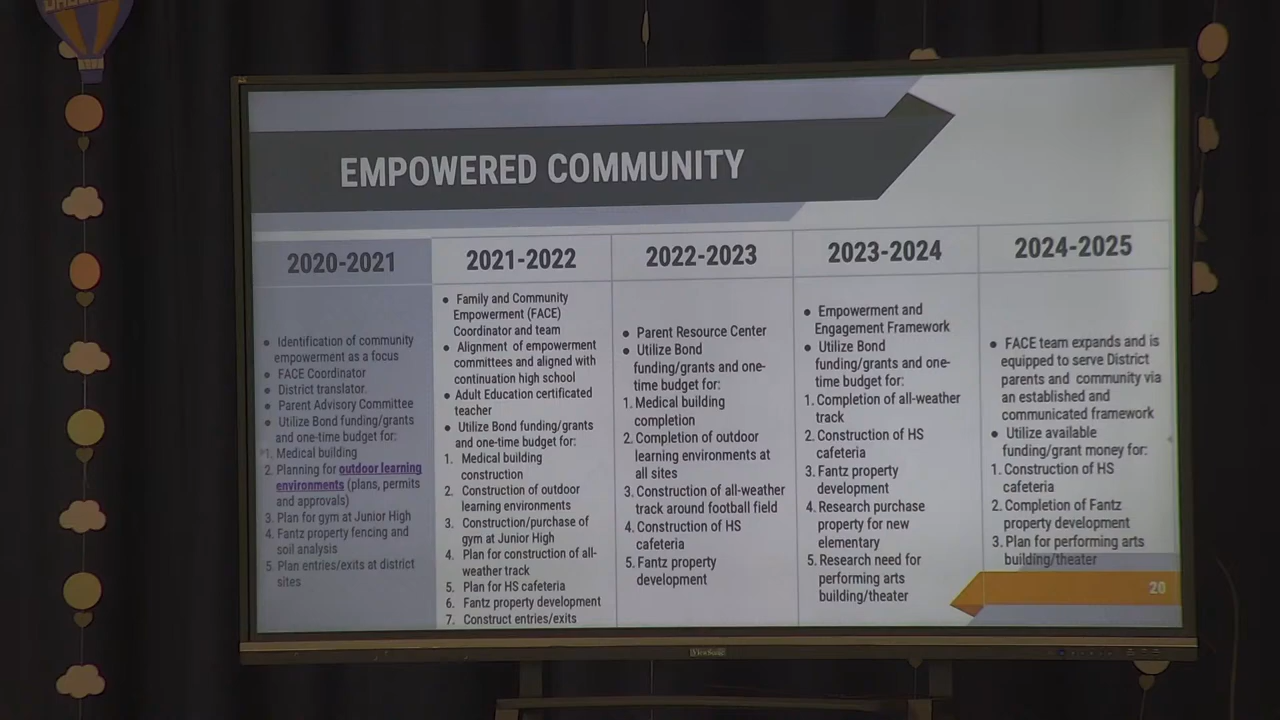 EMPOWERED COMMUNITY
2020-2021
● Identification of community
empowerment as a focus
● FACE Coordinator
● District translator.
● Parent Advisory Committee
● Utilize Bond funding/grants
and one-time budget for:
1. Medical building
2. Planning for outdoor learning
environments (plans, permits
and approvals)
3. Plan for gym at Junior High
4. Fantz property fencing and
soil analysis
5. Plan entries/exits at district
sites
2021-2022
● Family and Community
Empowerment (FACE)
Coordinator and team
● Alignment of empowerment
committees and aligned with
continuation high school
● Adult Education certificated
teacher
● Utilize Bond funding/grants
and one-time budget for:
1. Medical building
construction
2. Construction of outdoor
learning environments
3. Construction/purchase of
gym at Junior High
4. Plan for construction of all-
weather track
5. Plan for HS cafeteria
6. Fantz property development
7. Construct entries/exits
2022-2023
● Parent Resource Center
● Utilize Bond
funding/grants and one-
time budget for:
1. Medical building
completion
2. Completion of outdoor
learning environments at
all sites
3. Construction of all-weather
track around football field
4. Construction of HS
cafeteria
5. Fantz property
development
2023-2024
● Empowerment and
Engagement Framework
● Utilize Bond
funding/grants and one-
time budget for:
1. Completion of all-weather
track
2. Construction of HS
cafeteria
3. Fantz property
development
4. Research purchase
property for new
elementary
5. Research need for
performing arts
building/theater
2024-2025
● FACE team expands and is
equipped to serve District
parents and community via
an established and
communicated framework
● Utilize available
funding/grant money for:
1. Construction of HS
cafeteria
2. Completion of Fantz
property development
3. Plan for performing arts
building/theater
20
ViewSonic